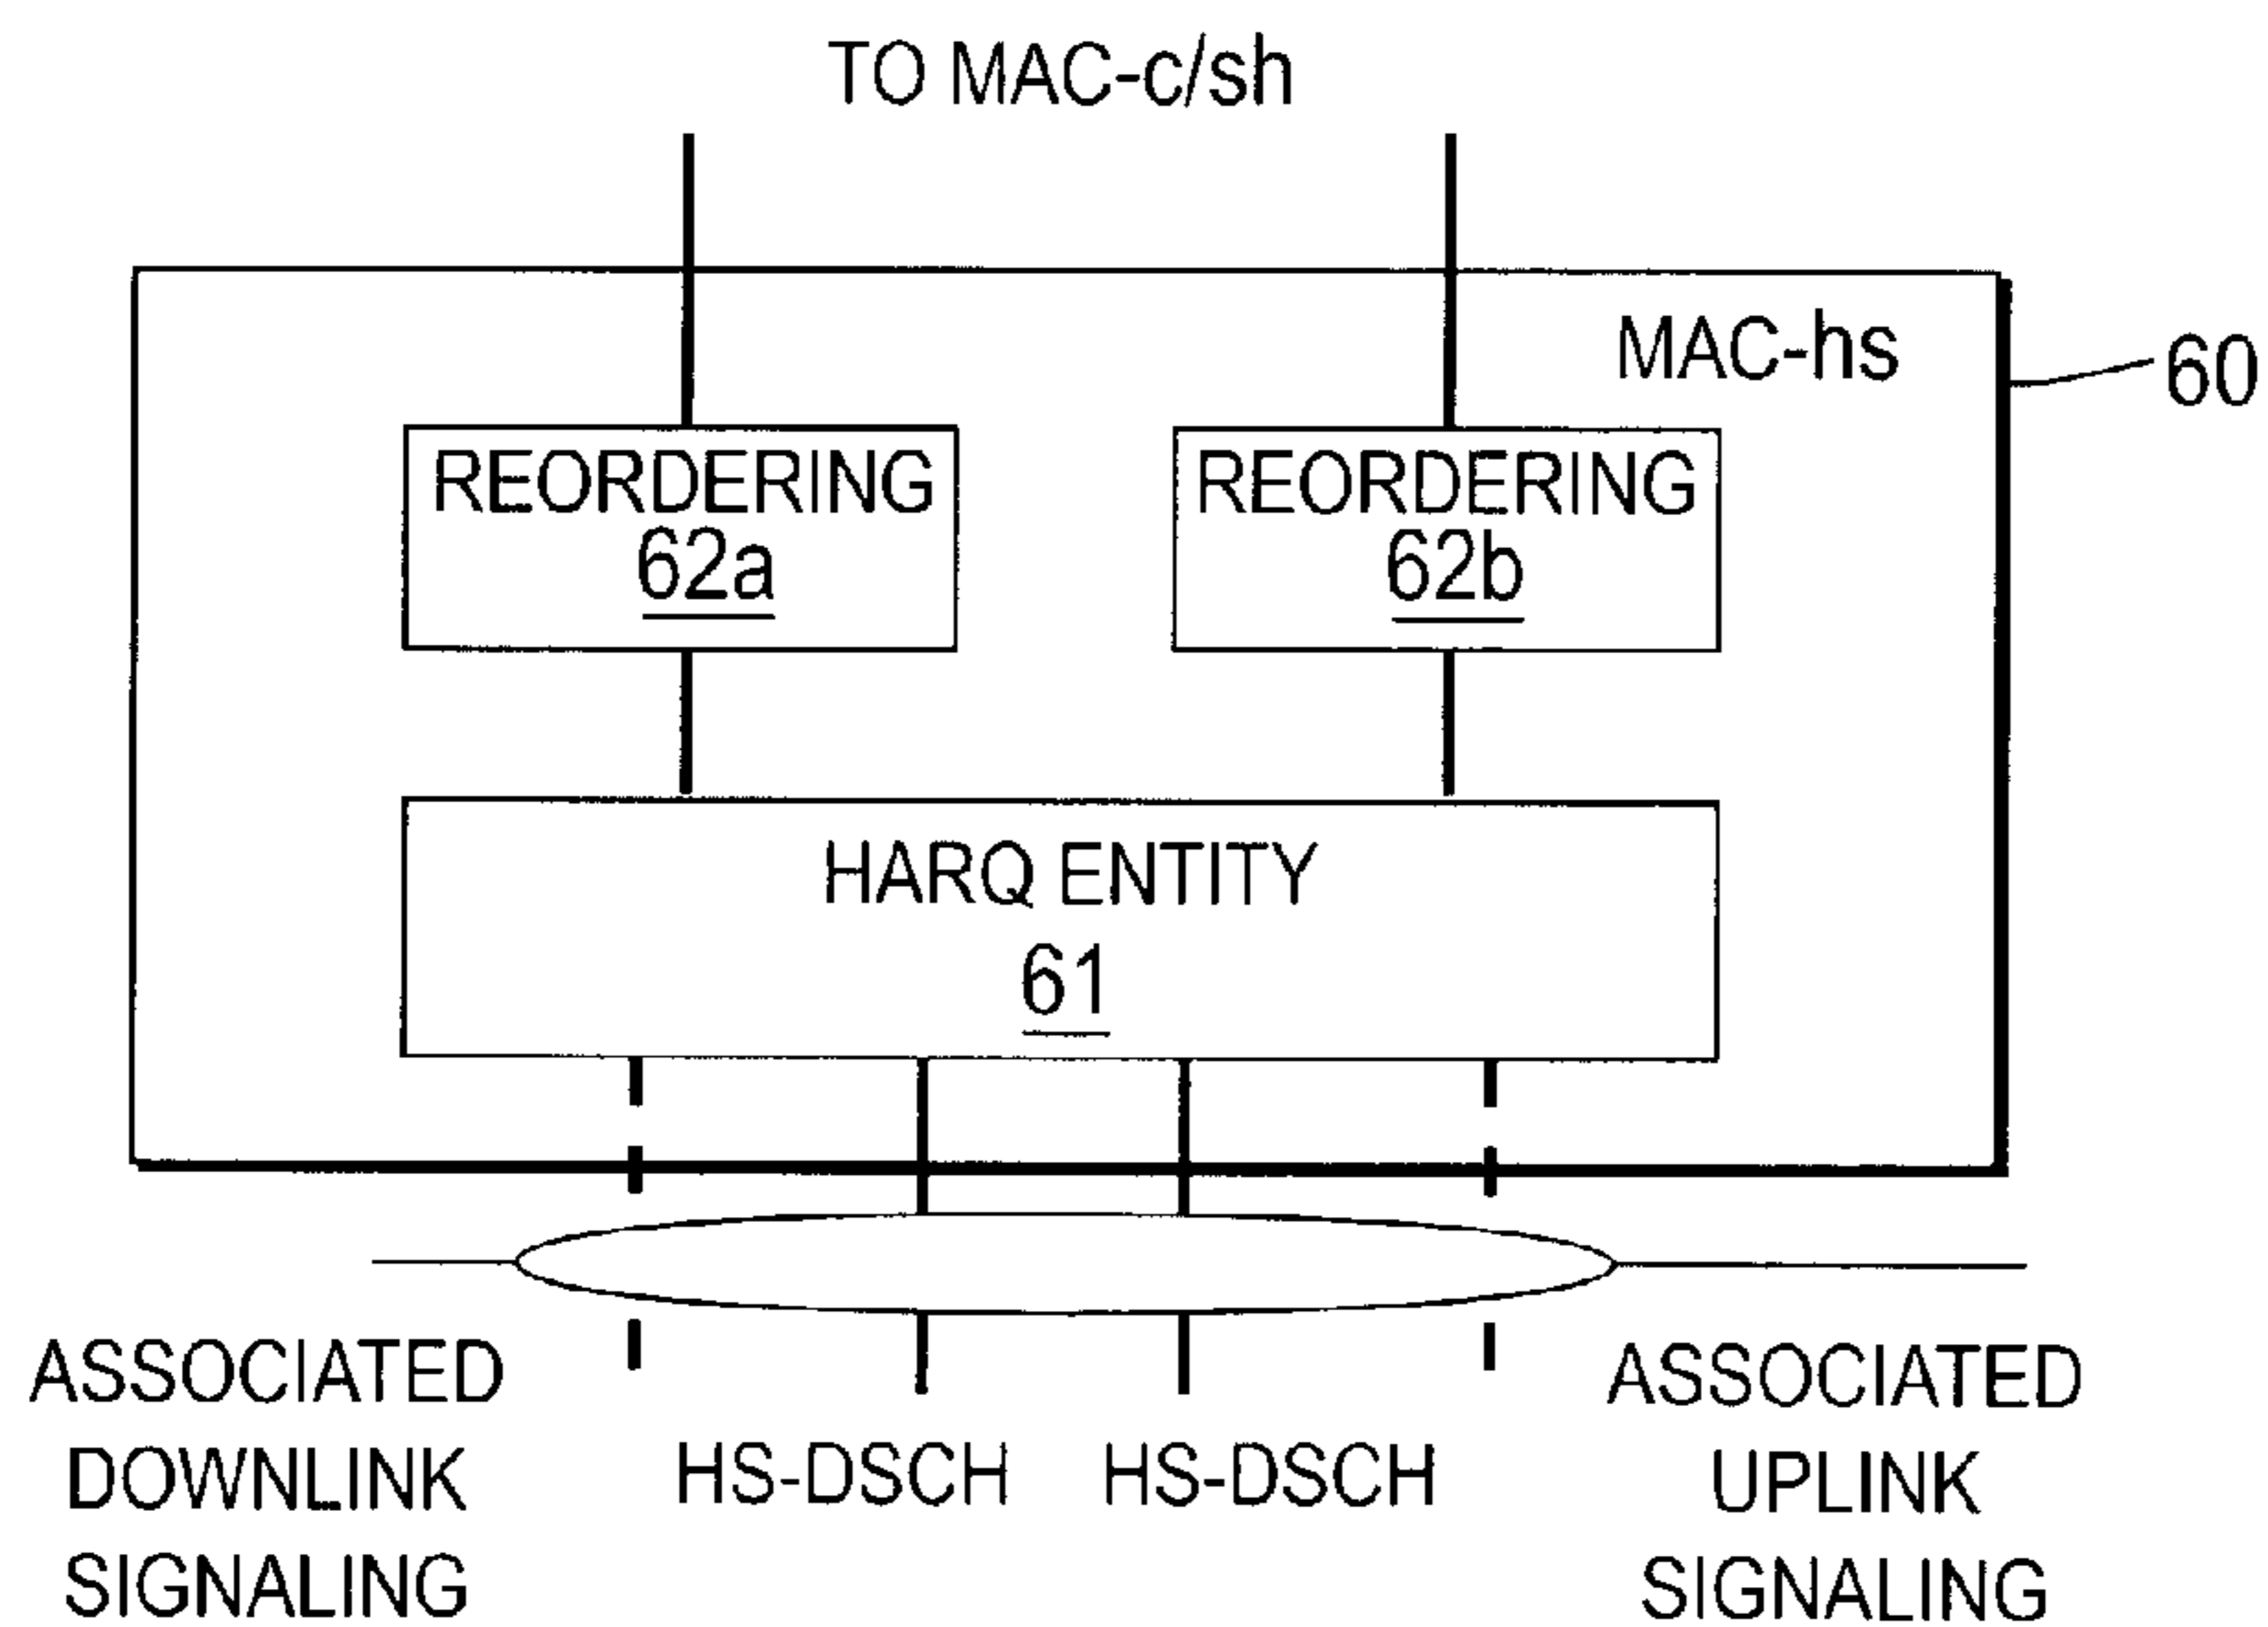 TO MAC-c/sh
MAC-hs
60
REORDERING
62a
REORDERING
62b
HARQ ENTITY
61
ASSOCIATED
DOWNLINK
SIGNALING
HS-DSCH
HS-DSCH
ASSOCIATED
UPLINK
SIGNALING